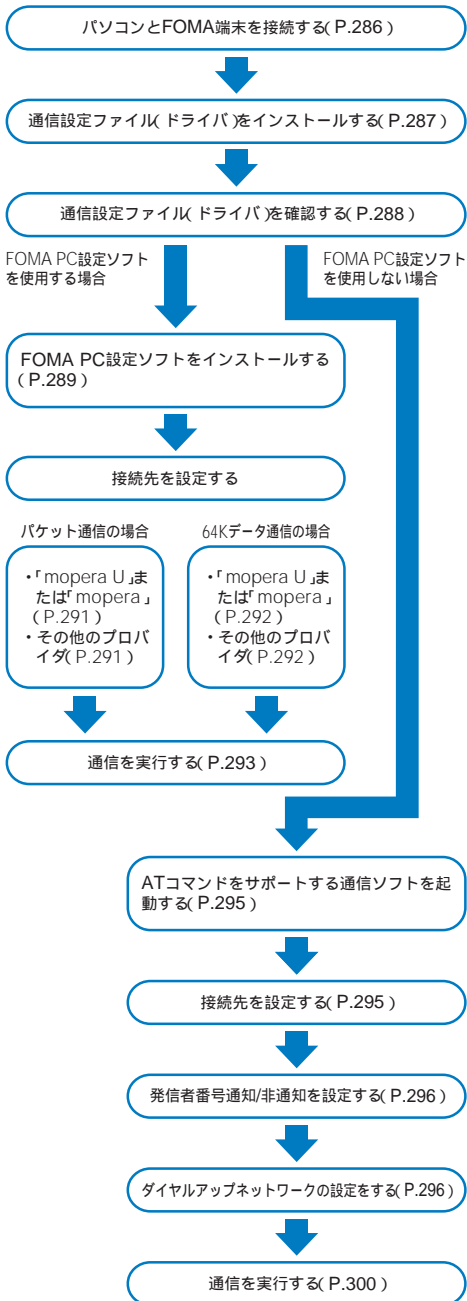 パソコンとFOMA端末を接続する(P.286)
通信設定ファイル(ドライバ)をインストールする(P.287)
通信設定ファイル(ドライバ)を確認する(P.288)
FOMA PC設定ソフト
を使用する場合
FOMA PC設定ソフト
を使用しない場合
FOMA PC設定ソフトをインストールする
(P.289)
接続先を設定する
パケット通信の場合
・「mopera U」ま
たは「mopera」
(P.291)
・その他のプロバ
イダ(P.291)
64Kデータ通信の場合
・「mopera U」ま
たは「mopera」
(P.292)
・その他のプロバ
イダ(P.292)
通信を実行する(P.293)
ATコマンドをサポートする通信ソフトを起
動する(P.295)
接続先を設定する(P.295)
発信者番号通知/非通知を設定する(P.296)
ダイヤルアップネットワークの設定をする(P.296)
通信を実行する(P.300)